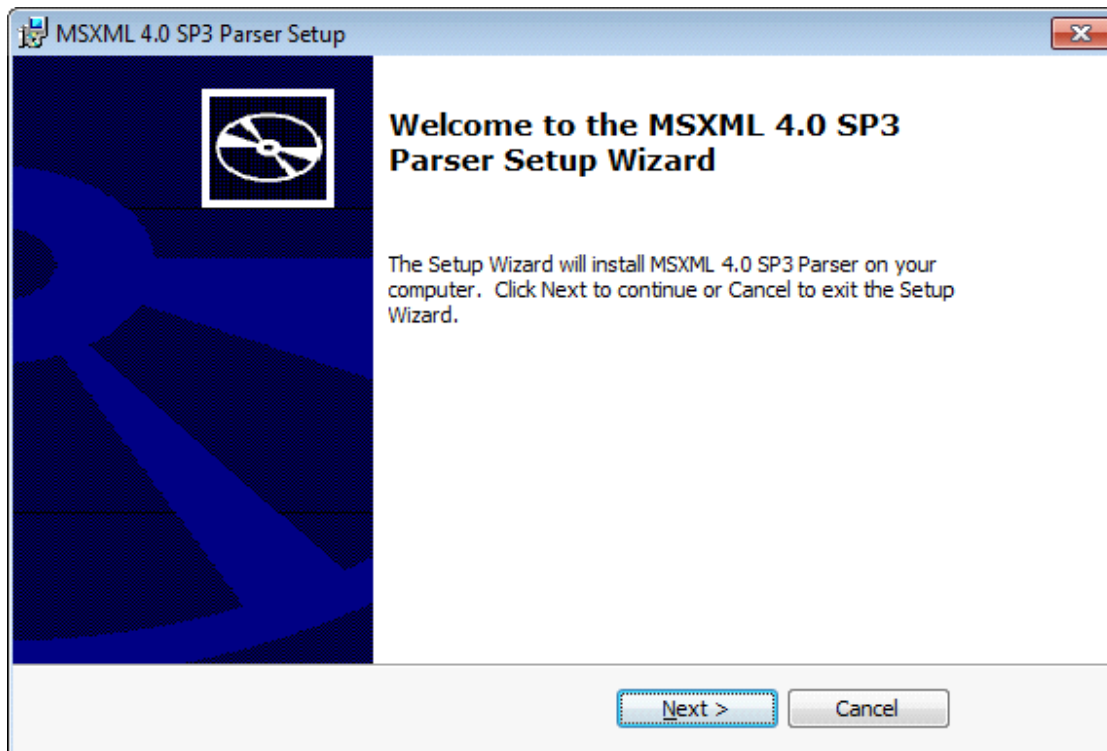 MSXML 4.0 SP3 Parser Setup
Welcome to the MSXML 4.0 SP3
Parser Setup Wizard
The Setup Wizard will install MSXML 4.0 SP3 Parser on your
computer.  Click Next to continue or Cancel to exit the Setup
Wizard.
Next >
Cancel